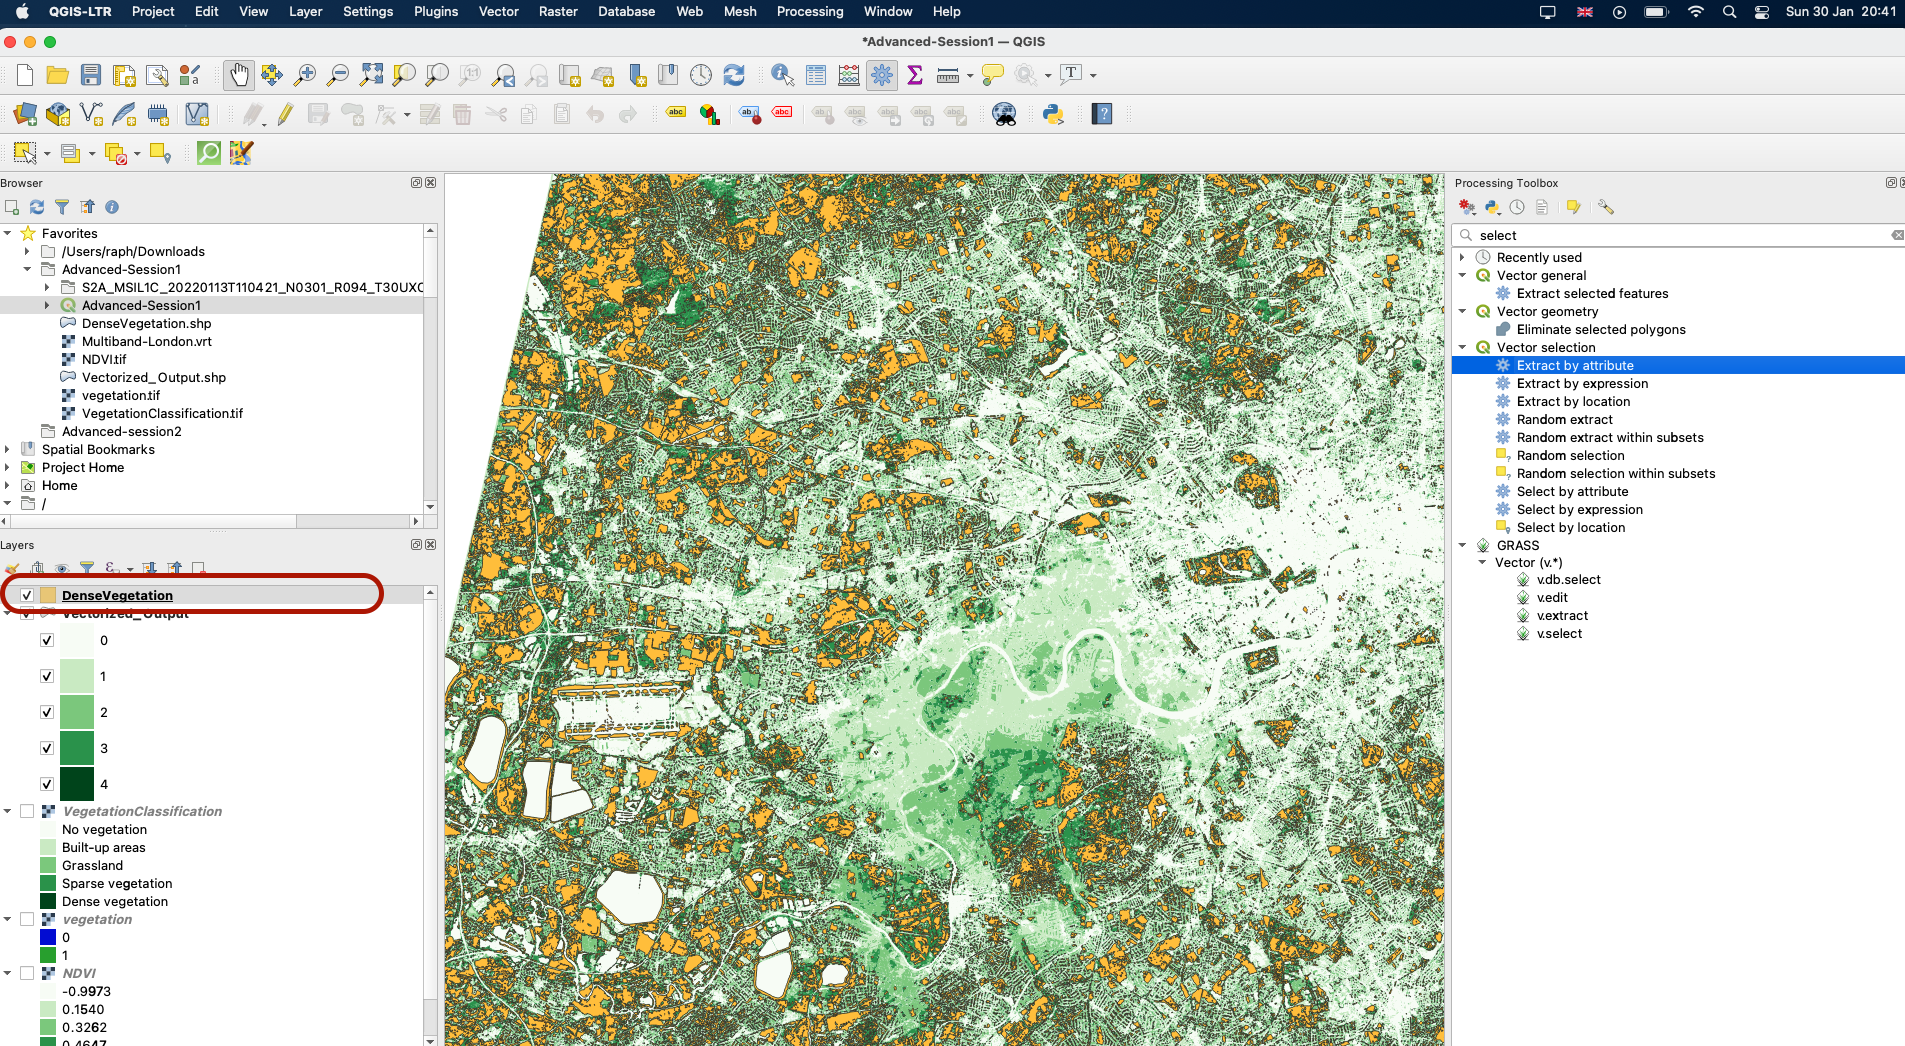 QGIS-LTR Project Edit View Layer Settings Plugins Vector Raster Database Web Mesh Processing Window Help Sun 30 Jan 20:41
*Advanced-Session1 — QGIS
Browser
Favorites
/Users/raph/Downloads
Advanced-Session1
S2A_MSIL1C_20220113T110421_N0301_R094_T30UXC
Advanced-Session1
DenseVegetation.shp
Multiband-London.vrt
NDVI.tif
Vectorized_Output.shp
vegetation.tif
VegetationClassification.tif
Advanced-session2
Spatial Bookmarks
Project Home
Home
/
Layers
DenseVegetation
Vectorized_Output
0
1
2
3
4
VegetationClassification
No vegetation
Built-up areas
Grassland
Sparse vegetation
Dense vegetation
vegetation
0
1
NDVI
-0.9973
0.1540
0.3262
0.4647
Processing Toolbox
select
Recently used
Vector general
Extract selected features
Vector geometry
Eliminate selected polygons
Vector selection
Extract by attribute
Extract by expression
Extract by location
Random extract
Random extract within subsets
Random selection
Random selection within subsets
Select by attribute
Select by expression
Select by location
GRASS
Vector (v.*)
v.db.select
v.edit
v.extract
v.select